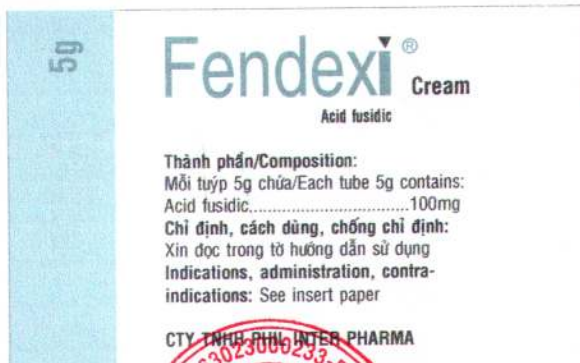 5g
Fendexi®
Cream
Acid fusidic
Thành phần/Composition:
Mỗi tuýp 5g chứa/Each tube 5g contains:
Acid fusidic................................100mg
Chỉ định, cách dùng, chống chỉ định:
Xin đọc trong tờ hướng dẫn sử dụng
Indications, administration, contra-
indications: See insert paper
CTY TNHH PHIL INTER PHARMA
63023000233